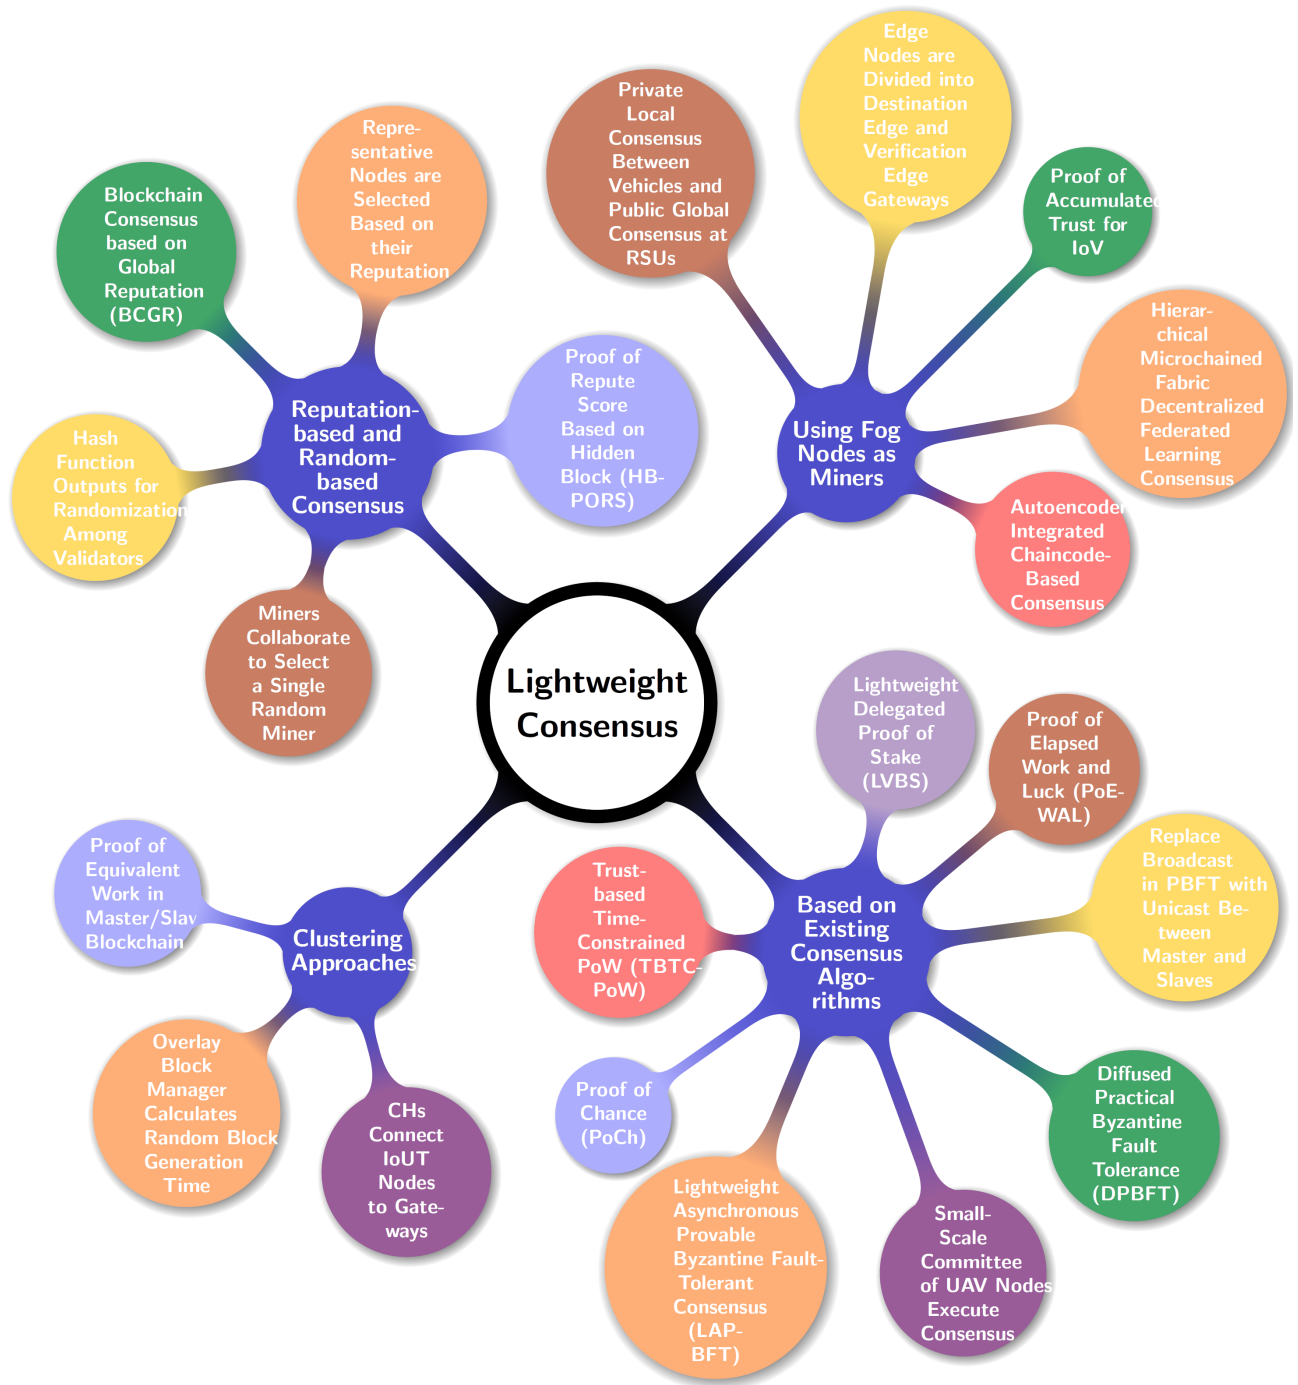 Lightweight
Consensus
Reputation-
based and
Random-
based
Consensus
Blockchain
Consensus
based on
Global
Reputation
(BCGR)
Repre-
sentative
Nodes are
Selected
Based on
their
Reputation
Proof of
Repute
Score
Based on
Hidden
Block (HB-
PORS)
Hash
Function
Outputs for
Randomization
Among
Validators
Miners
Collaborate
to Select
a Single
Random
Miner
Using Fog
Nodes as
Miners
Private
Local
Consensus
Between
Vehicles and
Public Global
Consensus at
RSUs
Edge
Nodes are
Divided into
Destination
Edge and
Verification
Edge
Gateways
Proof of
Accumulated
Trust for
IoV
Hierar-
chical
Microchained
Fabric
Decentralized
Federated
Learning
Consensus
Autoencoder
Integrated
Chaincode-
Based
Consensus
Clustering
Approaches
Proof of
Equivalent
Work in
Master/Slav
Blockchain
Overlay
Block
Manager
Calculates
Random Block
Generation
Time
CHs
Connect
IoUT
Nodes
to Gate-
ways
Based on
Existing
Consensus
Algo-
rithms
Lightweight
Delegated
Proof of
Stake
(LVBS)
Proof of
Elapsed
Work and
Luck (PoE-
WAL)
Replace
Broadcast
in PBFT with
Unicast Be-
tween
Master and
Slaves
Trust-
based
Time-
Constrained
PoW (TBTC-
PoW)
Proof of
Chance
(PoCh)
Lightweight
Asynchronous
Provable
Byzantine Fault-
Tolerant
Consensus
(LAP-
BFT)
Small-
Scale
Committee
of UAV Nodes
Execute
Consensus
Diffused
Practical
Byzantine
Fault
Tolerance
(DPBFT)